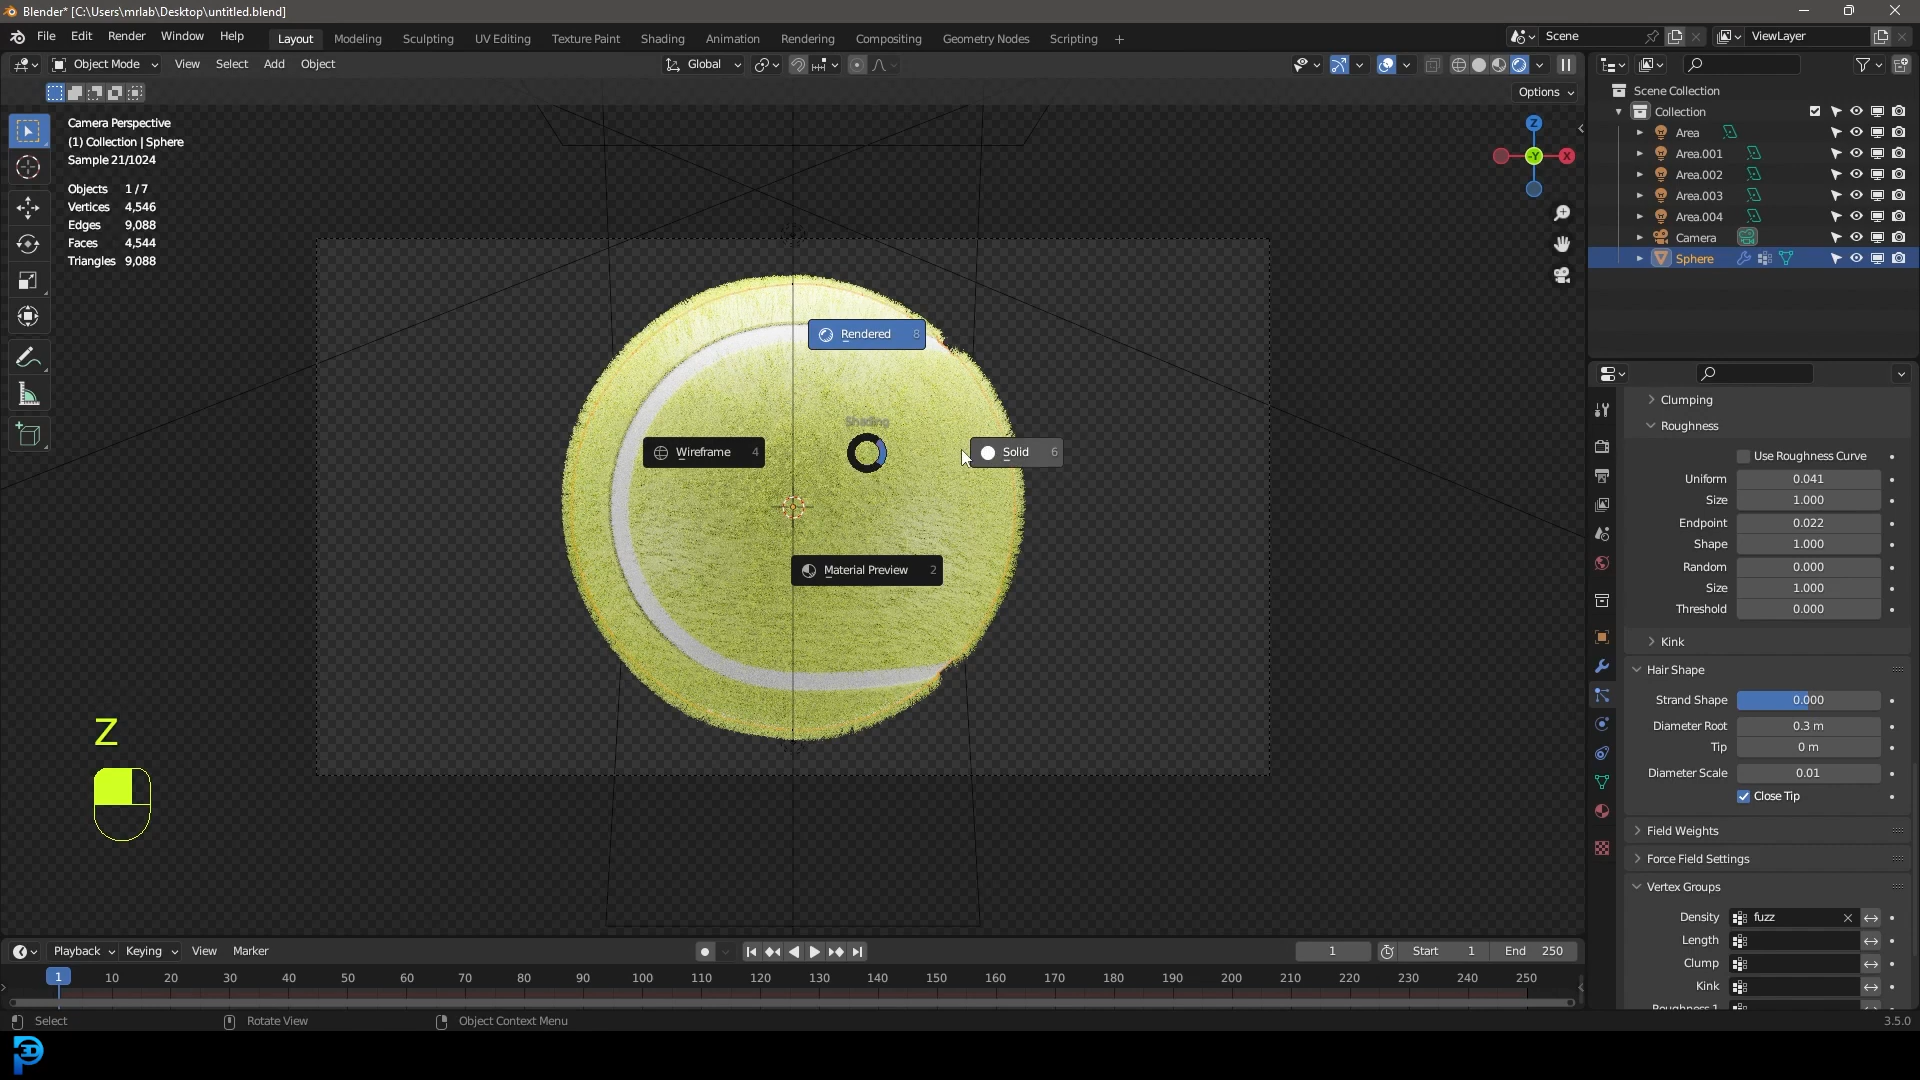 Blender* [C:\Users\mrlab\Desktop\untitled.blend]
File Edit Render Window Help Layout Modeling Sculpting UV Editing Texture Paint Shading Animation Rendering Compositing Geometry Nodes Scripting + Scene ViewLayer
Object Mode View Select Add Object Global
Options
Camera Perspective
(1) Collection | Sphere
Sample 21/1024
Objects 1 / 7
Vertices 4,546
Edges 9,088
Faces 4,544
Triangles 9,088
Z
-Y
X
Rendered 8
Shading
Wireframe 4
Solid 6
Material Preview 2
Z
Scene Collection
Collection
Area
Area.001
Area.002
Area.003
Area.004
Camera
Sphere
Clumping
Roughness
Use Roughness Curve
Uniform 0.041
Size 1.000
Endpoint 0.022
Shape 1.000
Random 0.000
Size 1.000
Threshold 0.000
Kink
Hair Shape
Strand Shape 0.000
Diameter Root 0.3 m
Tip 0 m
Diameter Scale 0.01
Close Tip
Field Weights
Force Field Settings
Vertex Groups
Density fuzz
Length
Clump
Kink
Roughness 1
Playback Keying View Marker 1 Start 1 End 250
1 10 20 30 40 50 60 70 80 90 100 110 120 130 140 150 160 170 180 190 200 210 220 230 240 250
Select Rotate View Object Context Menu 3.5.0
3D